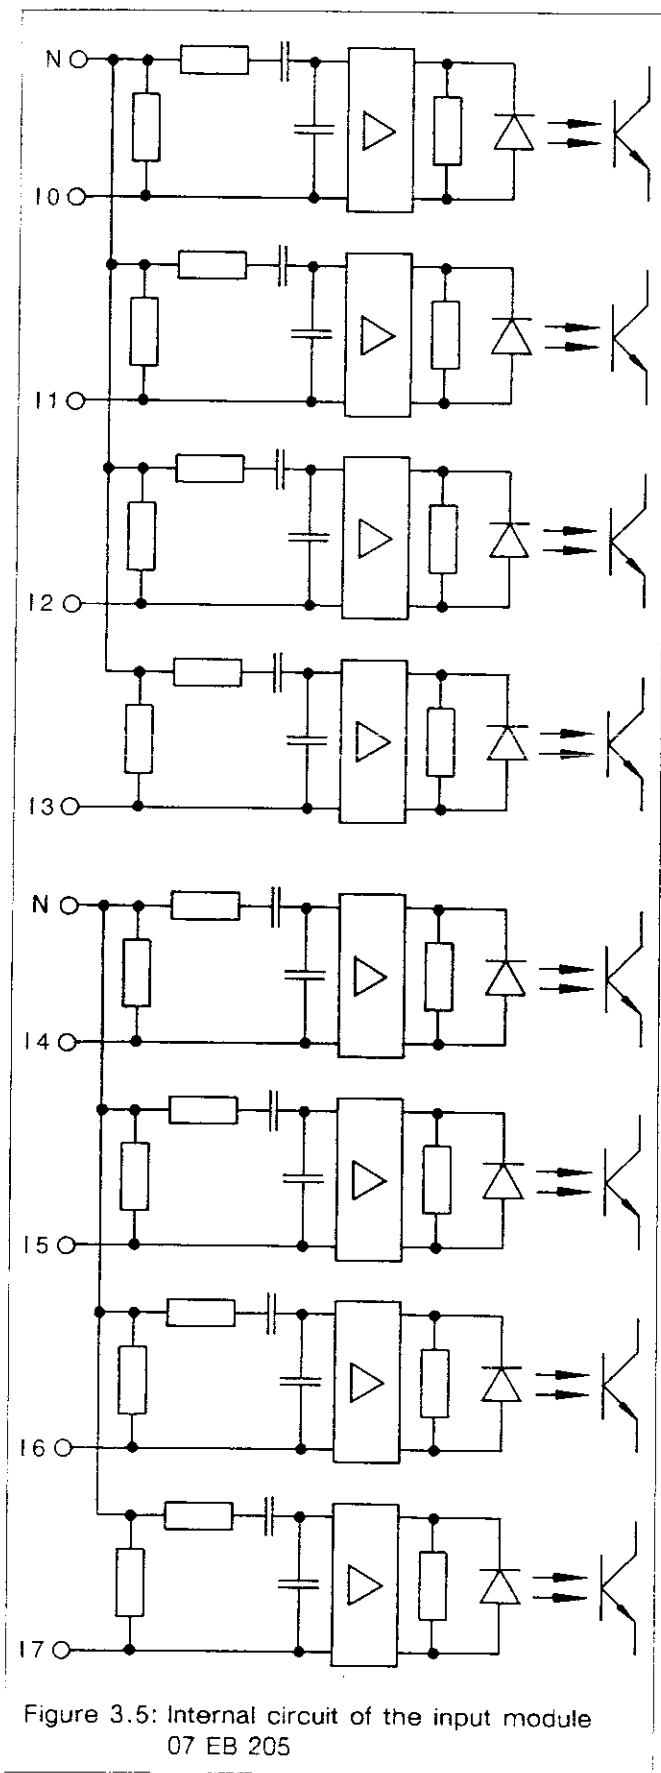 N
I0
I1
I2
I3
N
I4
I5
I6
I7
Figure 3.5: Internal circuit of the input module
07 EB 205